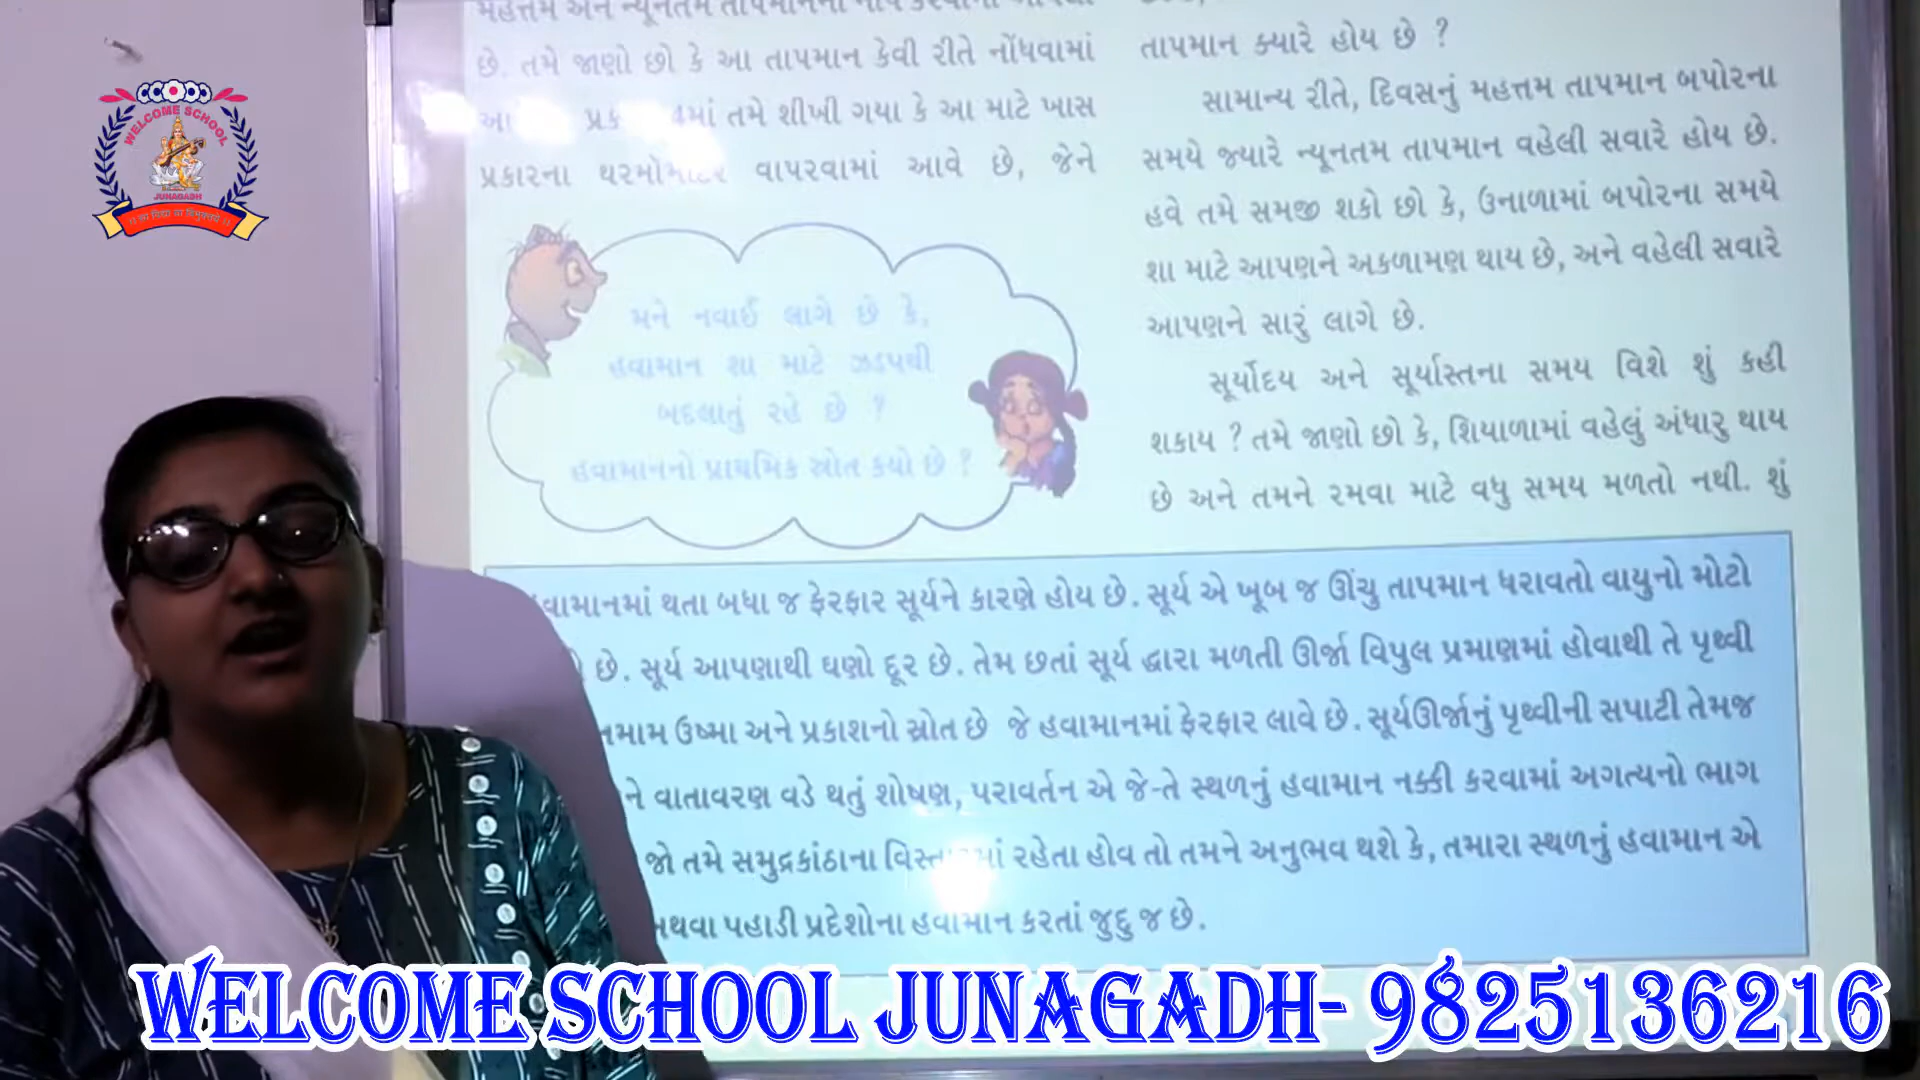 WELCOME SCHOOL
JUNAGADH
છે. તમે જાણો છો કે આ તાપમાન કેવી રીતે નોંધવામાં
4માં તમે શીખી ગયા કે આ માટે ખાસ
પ્રકારના થરમૉમીટર વાપરવામાં આવે છે, જેને
મને નવાઈ લાગે છે કે,
હવામાન શા માટે ઝડપથી
બદલાતું રહે છે ?
હવામાનનો પ્રાથમિક સ્રોત કયો છે ?
તાપમાન ક્યારે હોય છે ?
સામાન્ય રીતે, દિવસનું મહત્તમ તાપમાન બપોરના
સમયે જ્યારે ન્યૂનતમ તાપમાન વહેલી સવારે હોય છે.
હવે તમે સમજી શકો છો કે, ઉનાળામાં બપોરના સમયે
શા માટે આપણને અકળામણ થાય છે, અને વહેલી સવારે
આપણને સારું લાગે છે.
સૂર્યોદય અને સૂર્યાસ્તના સમય વિશે શું કહી
શકાય ? તમે જાણો છો કે, શિયાળામાં વહેલું અંધારુ થાય
છે અને તમને રમવા માટે વધુ સમય મળતો નથી. શું
થતા બધા જ ફેરફાર સૂર્યને કારણે હોય છે. સૂર્ય એ ખૂબ જ ઊંચુ તાપમાન ધરાવતો વાયુનો મોટો
છે. સૂર્ય આપણાથી ઘણો દૂર છે. તેમ છતાં સૂર્ય દ્વારા મળતી ઊર્જા વિપુલ પ્રમાણમાં હોવાથી તે પૃથ્વી
ઉષ્મા અને પ્રકાશનો સ્રોત છે જે હવામાનમાં ફેરફાર લાવે છે. સૂર્યઊર્જાનું પૃથ્વીની સપાટી તેમજ
વાતાવરણ વડે થતું શોષણ, પરાવર્તન એ જે-તે સ્થળનું હવામાન નક્કી કરવામાં અગત્યનો ભાગ
જો તમે સમુદ્રકાંઠાના રહેતા હોવ તો તમને અનુભવ થશે કે, તમારા સ્થળનું હવામાન એ
પહાડી પ્રદેશોના હવામાન કરતાં જુદુ જ છે.
WELCOME SCHOOL JUNAGADH- 9825136216